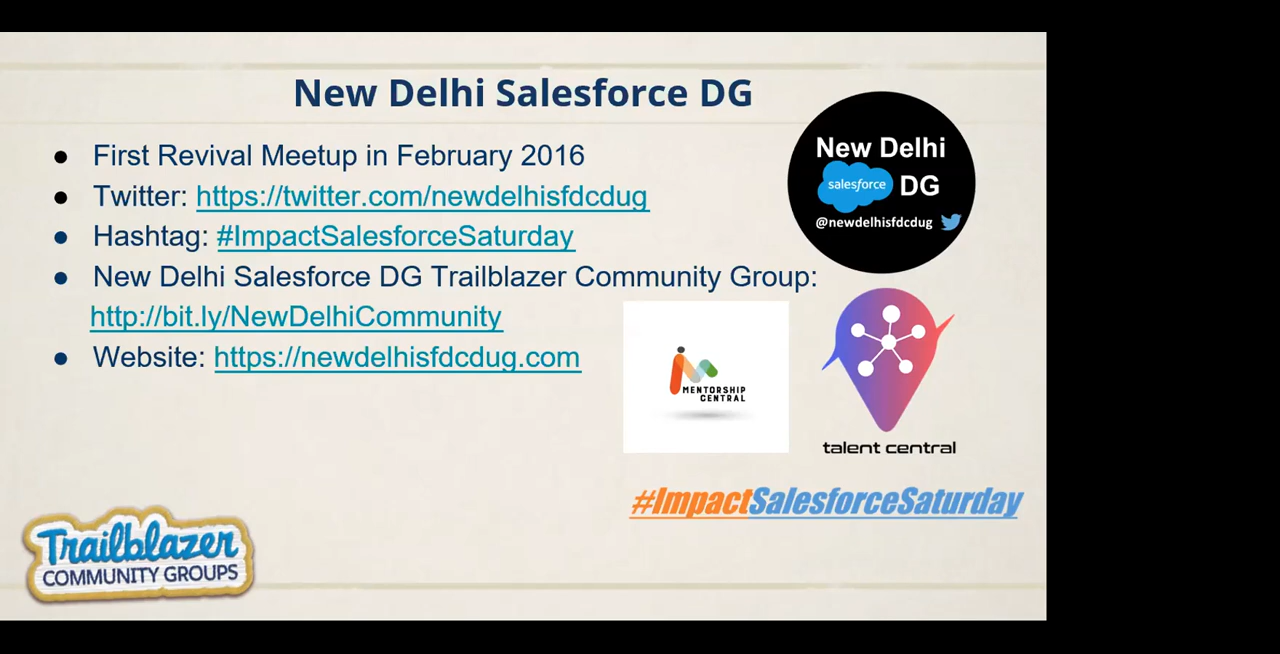 New Delhi Salesforce DG
● First Revival Meetup in February 2016
● Twitter: https://twitter.com/newdelhisfdcdug
● Hashtag: #ImpactSalesforceSaturday
● New Delhi Salesforce DG Trailblazer Community Group:
http://bit.ly/NewDelhiCommunity
● Website: https://newdelhisfdcdug.com
New Delhi
salesforce DG
@newdelhisfdcdug
MENTORSHIP
CENTRAL
talent central
#ImpactSalesforceSaturday
Trailblazer
COMMUNITY GROUPS